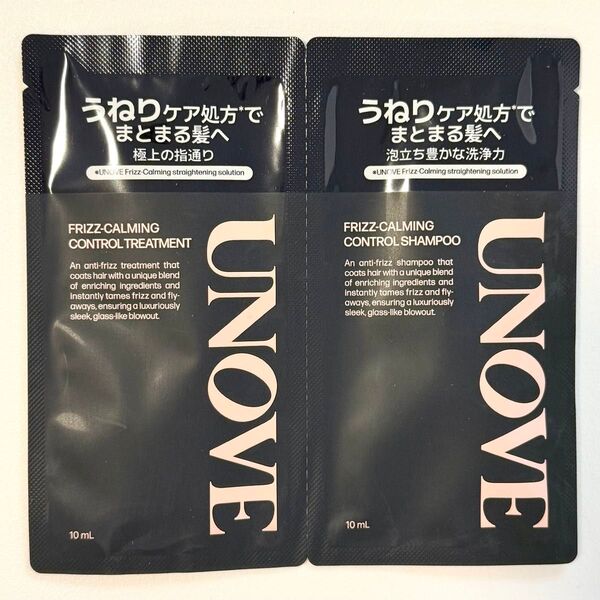 うねりケア処方*で
まとまる髪へ
極上の指通り
*UNOVE Frizz-Calming straightening solution
FRIZZ-CALMING
CONTROL TREATMENT
An anti-frizz treatment that
coats hair with a unique blend
of enriching ingredients and
instantly tames frizz and fly-
aways, ensuring a luxuriously
sleek, glass-like blowout.
UNOVE
10 mL
うねりケア処方*で
まとまる髪へ
泡立ち豊かな洗浄力
*UNOVE Frizz-Calming straightening solution
FRIZZ-CALMING
CONTROL SHAMPOO
An anti-frizz shampoo that
coats hair with a unique blend
of enriching ingredients and
instantly tames frizz and fly-
aways, ensuring a luxuriously
sleek, glass-like blowout.
UNOVE
10 mL